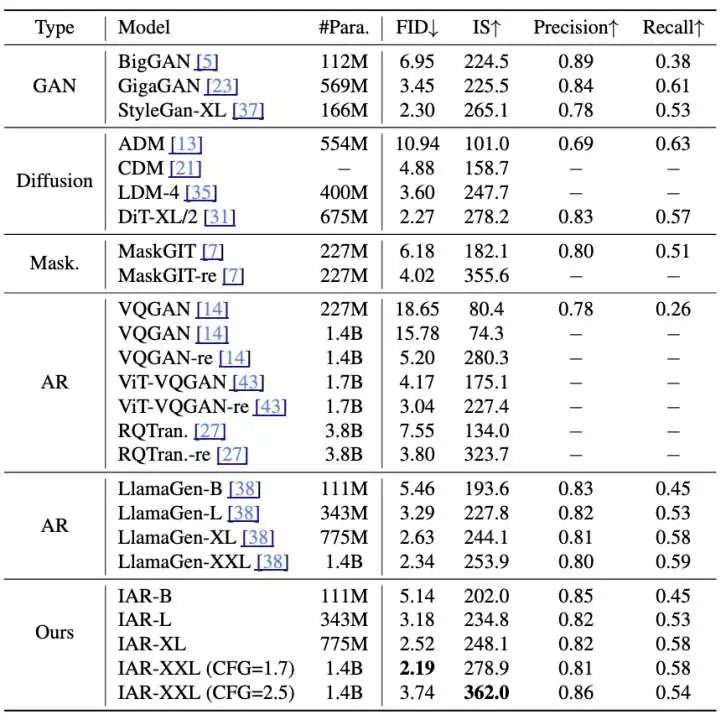 Type Model #Para. FID↓ IS↑ Precision↑ Recall↑
BigGAN [5] 112M 6.95 224.5 0.89 0.38
GAN GigaGAN [23] 569M 3.45 225.5 0.84 0.61
StyleGan-XL [37] 166M 2.30 265.1 0.78 0.53
ADM [13] 554M 10.94 101.0 0.69 0.63
CDM [21] – 4.88 158.7 – –
Diffusion LDM-4 [35] 400M 3.60 247.7 – –
DiT-XL/2 [31] 675M 2.27 278.2 0.83 0.57
Mask. MaskGIT [7] 227M 6.18 182.1 0.80 0.51
MaskGIT-re [7] 227M 4.02 355.6 – –
VQGAN [14] 227M 18.65 80.4 0.78 0.26
VQGAN [14] 1.4B 15.78 74.3 – –
VQGAN-re [14] 1.4B 5.20 280.3 – –
AR ViT-VQGAN [43] 1.7B 4.17 175.1 – –
ViT-VQGAN-re [43] 1.7B 3.04 227.4 – –
RQTran. [27] 3.8B 7.55 134.0 – –
RQTran.-re [27] 3.8B 3.80 323.7 – –
LlamaGen-B [38] 111M 5.46 193.6 0.83 0.45
AR LlamaGen-L [38] 343M 3.29 227.8 0.82 0.53
LlamaGen-XL [38] 775M 2.63 244.1 0.81 0.58
LlamaGen-XXL [38] 1.4B 2.34 253.9 0.80 0.59
IAR-B 111M 5.14 202.0 0.85 0.45
IAR-L 343M 3.18 234.8 0.82 0.53
Ours IAR-XL 775M 2.52 248.1 0.82 0.58
IAR-XXL (CFG=1.7) 1.4B 2.19 278.9 0.81 0.58
IAR-XXL (CFG=2.5) 1.4B 3.74 362.0 0.86 0.54